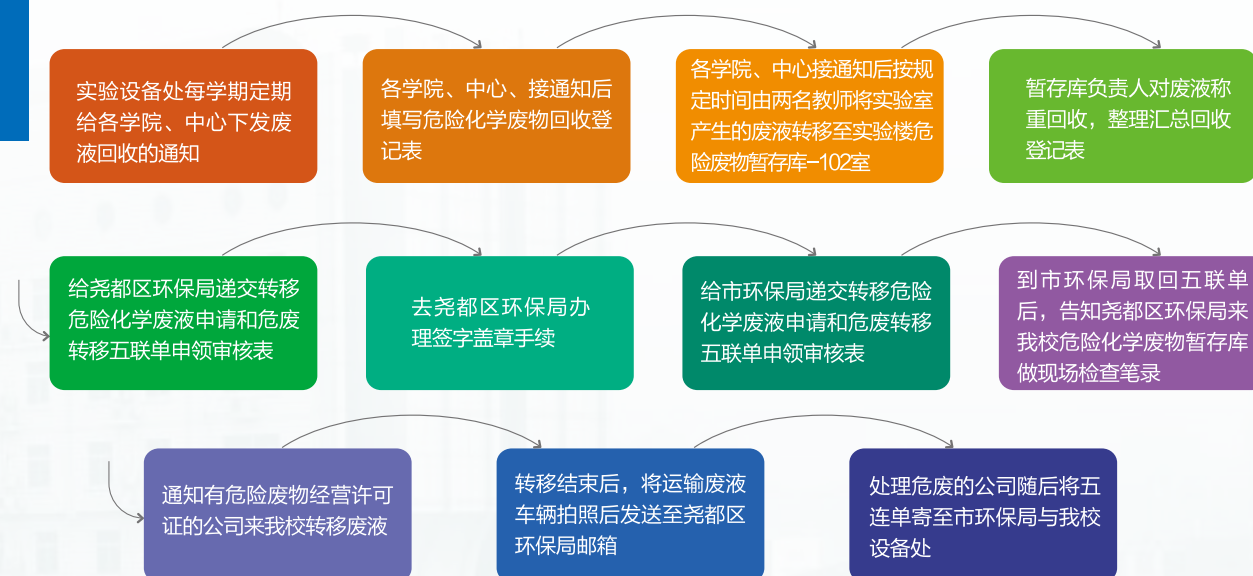 实验设备处每学期定期
给各学院、中心下发废
液回收的通知
各学院、中心、接通知后
填写危险化学废物回收登
记表
各学院、中心接通知后按规
定时间由两名教师将实验室
产生的废液转移至实验楼危
险废物暂存库-102室
暂存库负责人对废液称
重回收，整理汇总回收
登记表
给尧都区环保局递交转移
危险化学废液申请和危废
转移五联单申领审核表
去尧都区环保局办
理签字盖章手续
给市环保局递交转移危险
化学废液申请和危废转移
五联单申领审核表
到市环保局取回五联单
后，告知尧都区环保局来
我校危险化学废物暂存库
做现场检查笔录
通知有危险废物经营许可
证的公司来我校转移废液
转移结束后，将运输废液
车辆拍照后发送至尧都区
环保局邮箱
处理危废的公司随后将五
连单寄至市环保局与我校
设备处